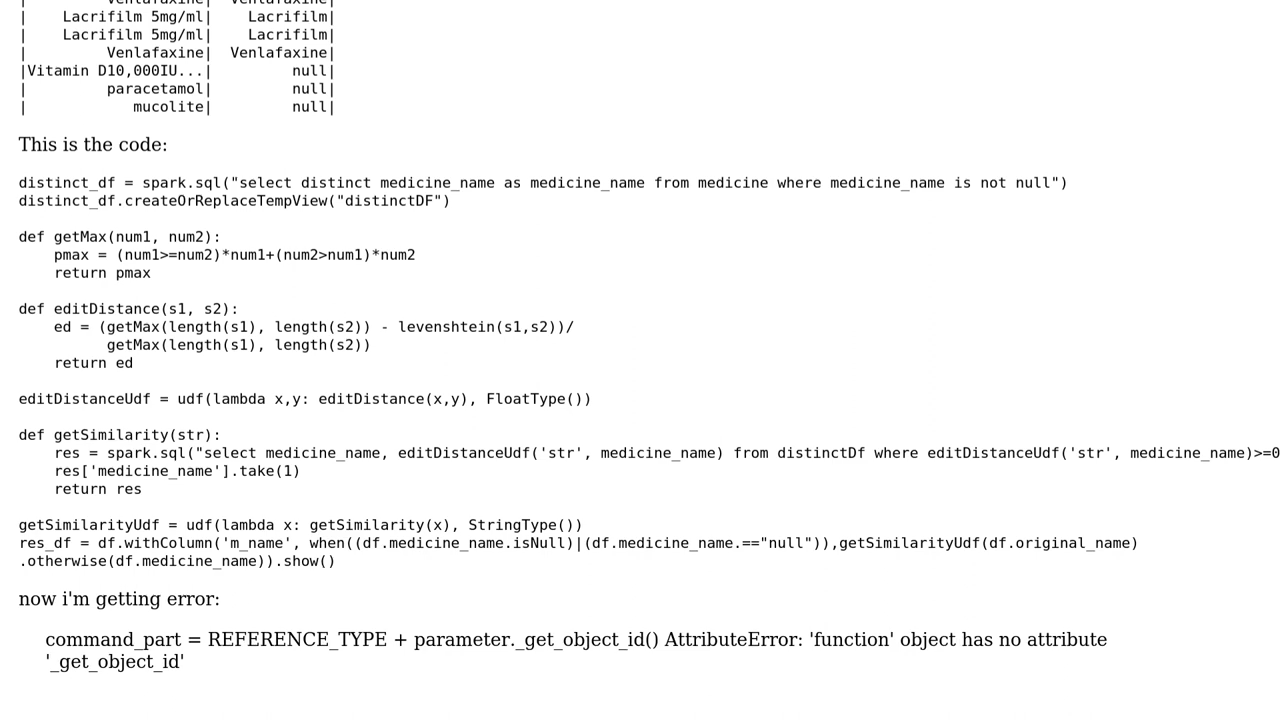 |         Venlafaxine|  Venlafaxine|
|    Lacrifilm 5mg/ml|    Lacrifilm|
|    Lacrifilm 5mg/ml|    Lacrifilm|
|         Venlafaxine|  Venlafaxine|
|Vitamin D10,000IU...|         null|
|         paracetamol|         null|
|            mucolite|         null|
This is the code:
distinct_df = spark.sql("select distinct medicine_name as medicine_name from medicine where medicine_name is not null")
distinct_df.createOrReplaceTempView("distinctDF")
def getMax(num1, num2):
    pmax = (num1>=num2)*num1+(num2>num1)*num2
    return pmax
def editDistance(s1, s2):
    ed = (getMax(length(s1), length(s2)) - levenshtein(s1,s2))/
          getMax(length(s1), length(s2))
    return ed
editDistanceUdf = udf(lambda x,y: editDistance(x,y), FloatType())
def getSimilarity(str):
    res = spark.sql("select medicine_name, editDistanceUdf('str', medicine_name) from distinctDf where editDistanceUdf('str', medicine_name)>=0
    res['medicine_name'].take(1)
    return res
getSimilarityUdf = udf(lambda x: getSimilarity(x), StringType())
res_df = df.withColumn('m_name', when((df.medicine_name.isNull)|(df.medicine_name.=="null")),getSimilarityUdf(df.original_name)
.otherwise(df.medicine_name)).show()
now i'm getting error:
command_part = REFERENCE_TYPE + parameter._get_object_id() AttributeError: 'function' object has no attribute
'_get_object_id'